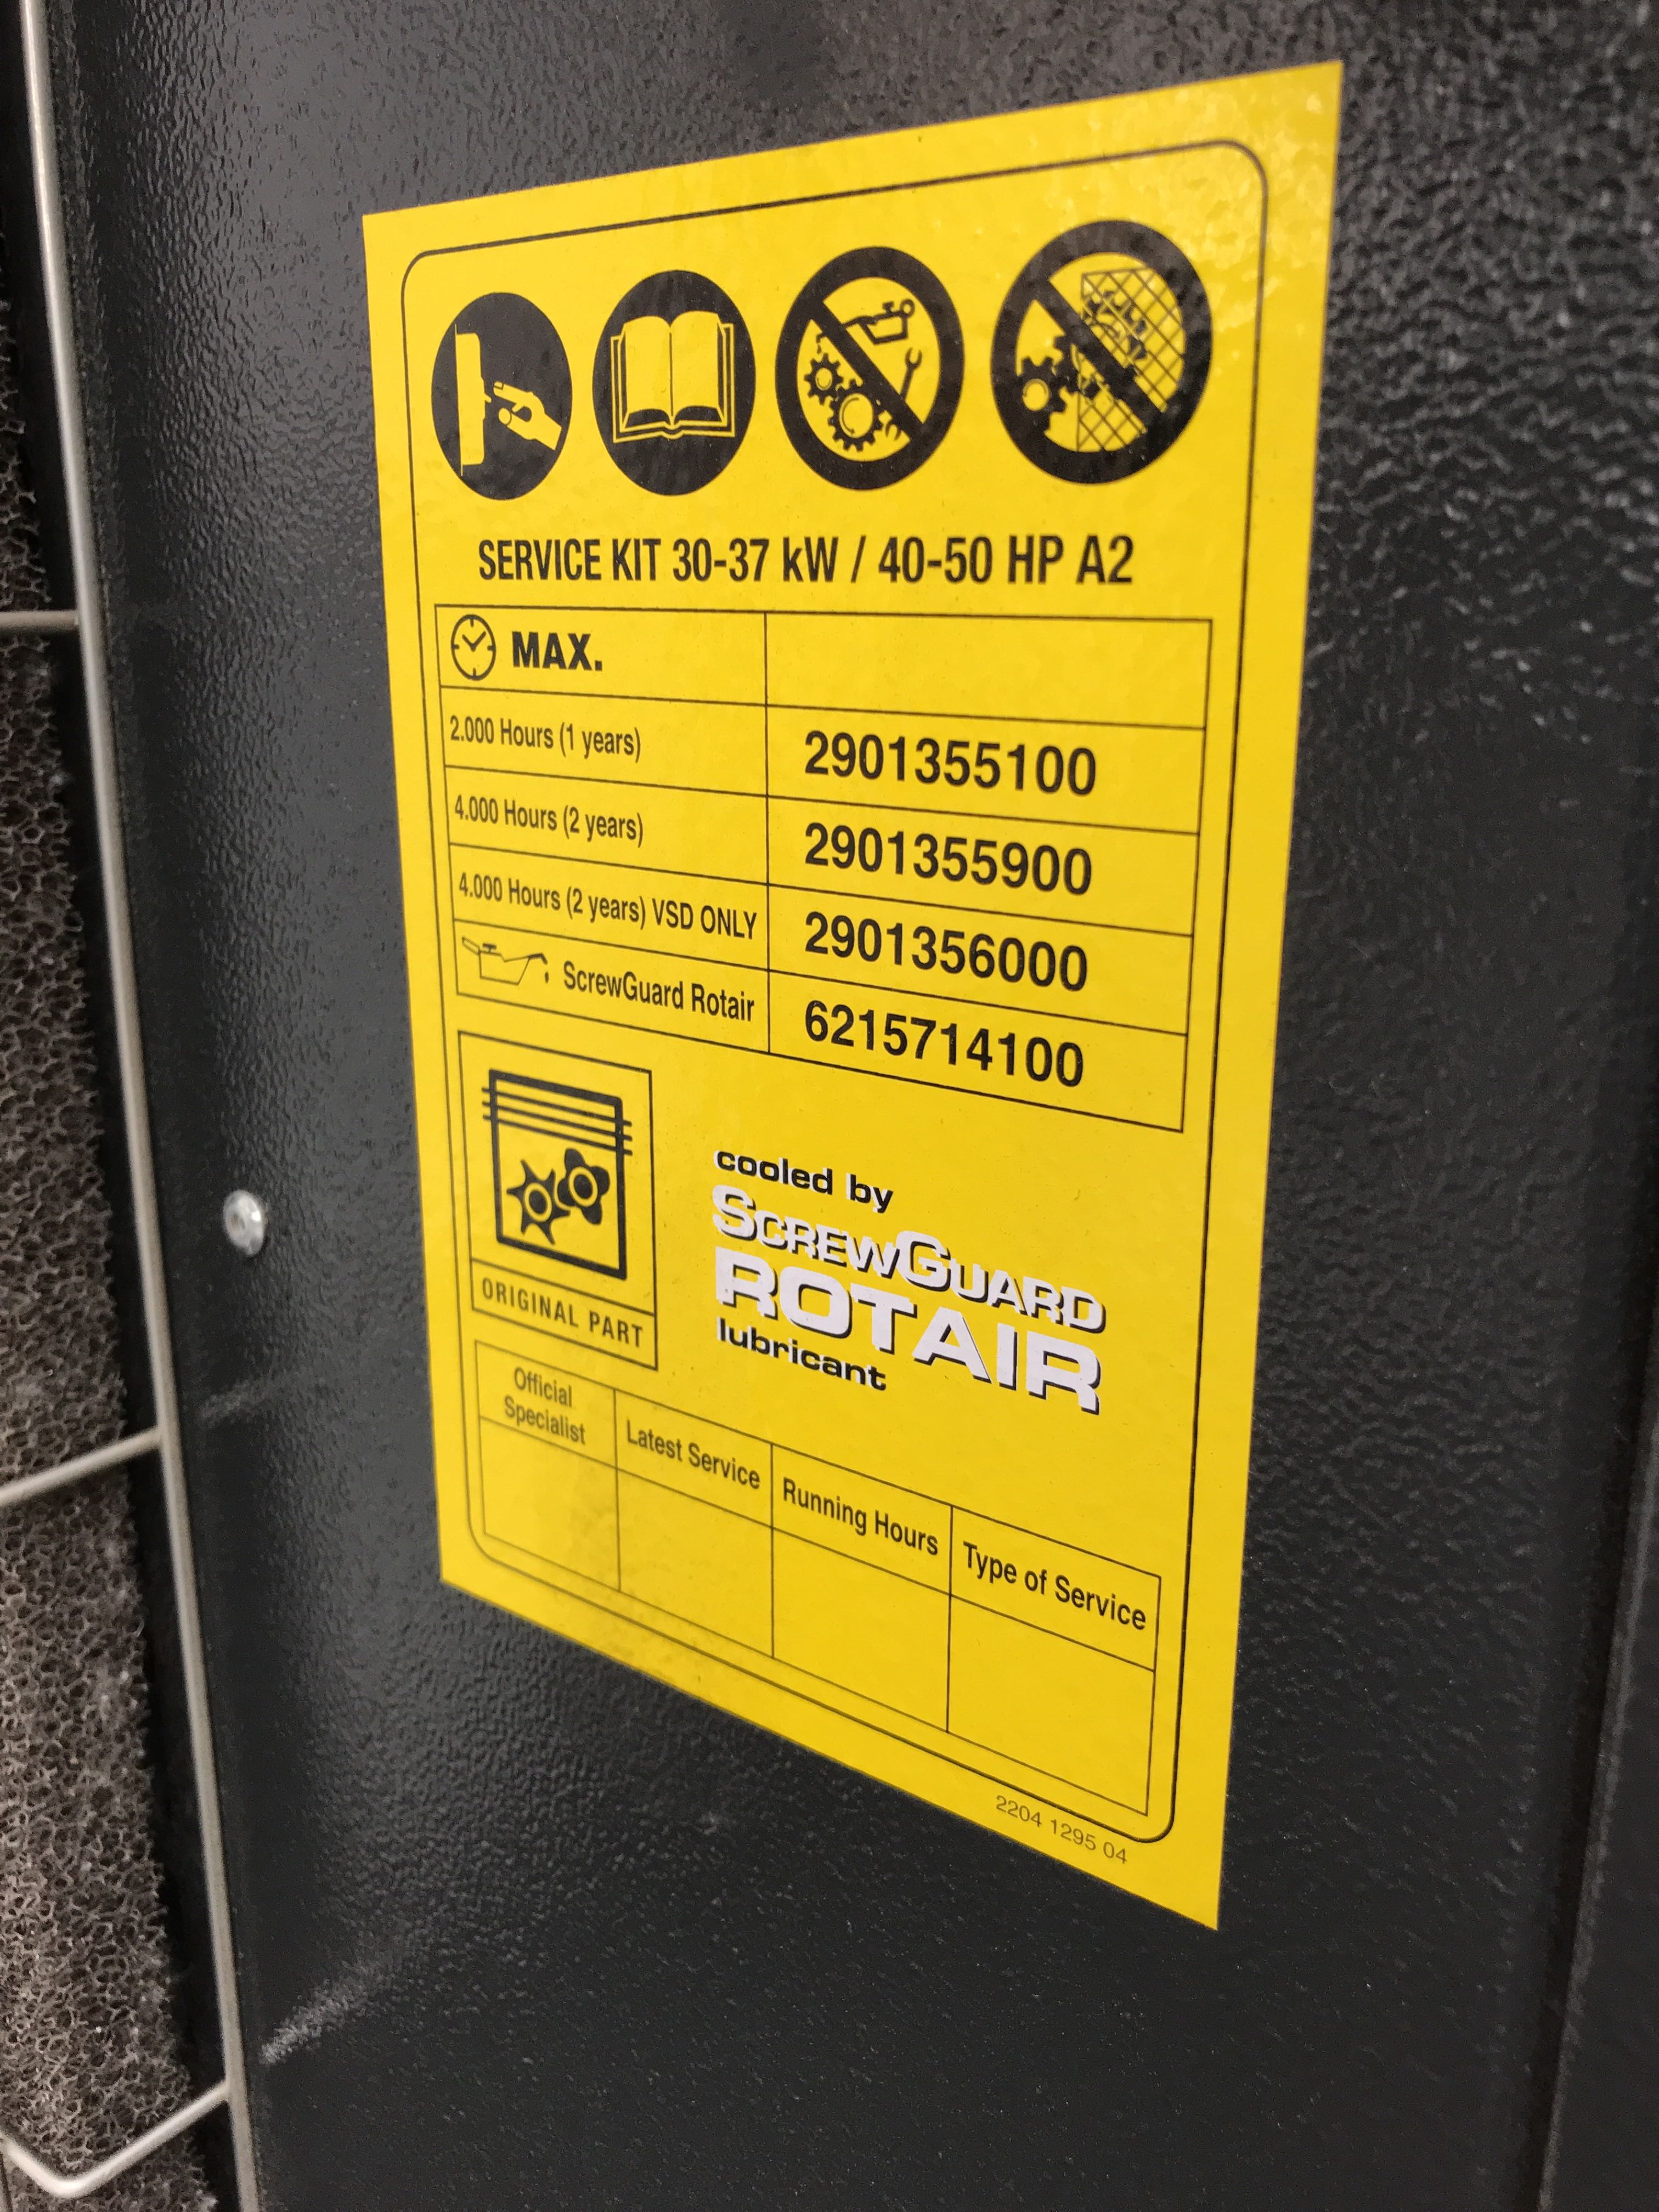 SERVICE KIT 30-37 kW / 40-50 HP A2
MAX.
2.000 Hours (1 years) 2901355100
4.000 Hours (2 years) 2901355900
4.000 Hours (2 years) VSD ONLY 2901356000
ScrewGuard Rotair 6215714100
ORIGINAL PART
cooled by
SCREWGUARD
ROTAIR
lubricant
Official
Specialist
Latest Service
Running Hours
Type of Service
2204 1295 04